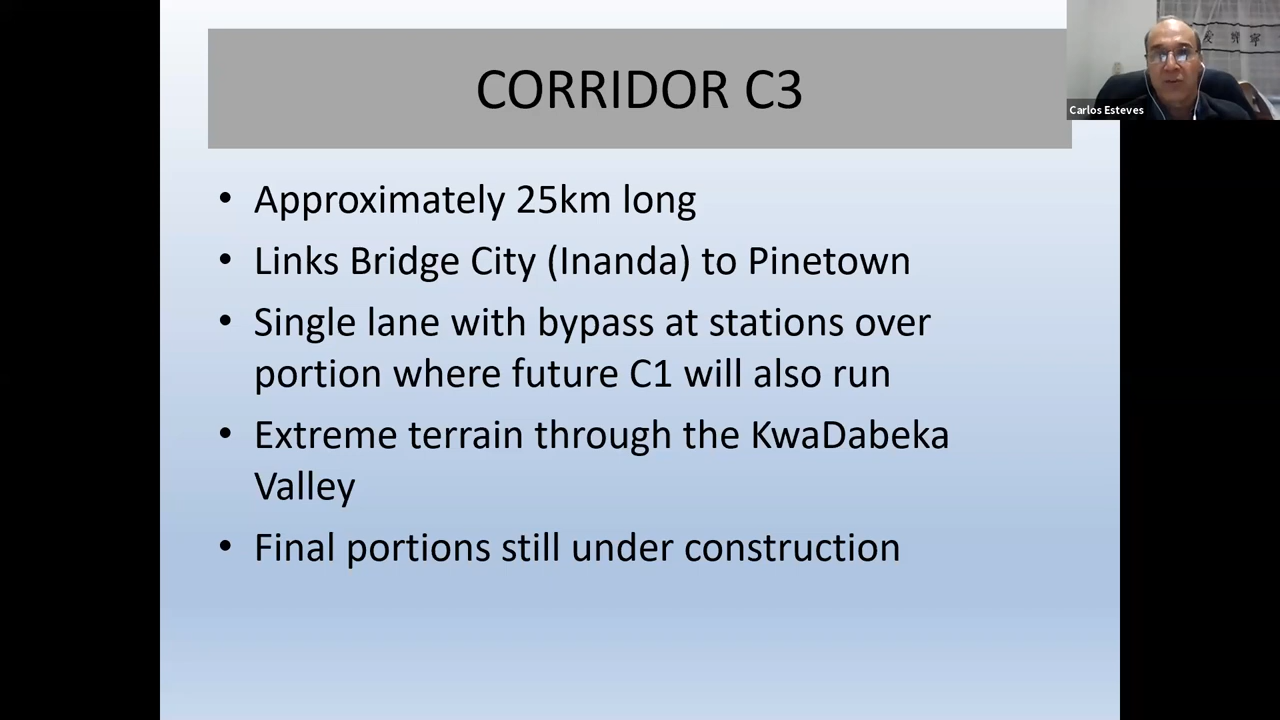 CORRIDOR C3
Carlos Esteves
• Approximately 25km long
• Links Bridge City (Inanda) to Pinetown
• Single lane with bypass at stations over
portion where future C1 will also run
• Extreme terrain through the KwaDabeka
Valley
• Final portions still under construction